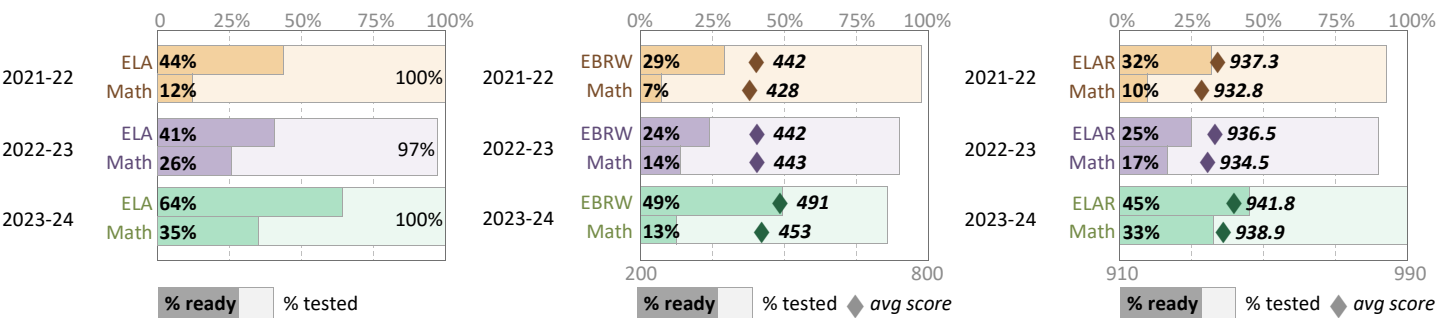 0 25% 50% 75% 100%
2021-22
ELA 44%
Math 12%
100%
2022-23
ELA 41%
Math 26%
97%
2023-24
ELA 64%
Math 35%
100%
% ready % tested
0% 25% 50% 75% 100%
2021-22
EBRW 29% 442
Math 7% 428
2022-23
EBRW 24% 442
Math 14% 443
2023-24
EBRW 49% 491
Math 13% 453
200 800
% ready % tested avg score
0% 25% 50% 75% 100%
2021-22
ELAR 32% 937.3
Math 10% 932.8
2022-23
ELAR 25% 936.5
Math 17% 934.5
2023-24
ELAR 45% 941.8
Math 33% 938.9
910 990
% ready % tested avg score